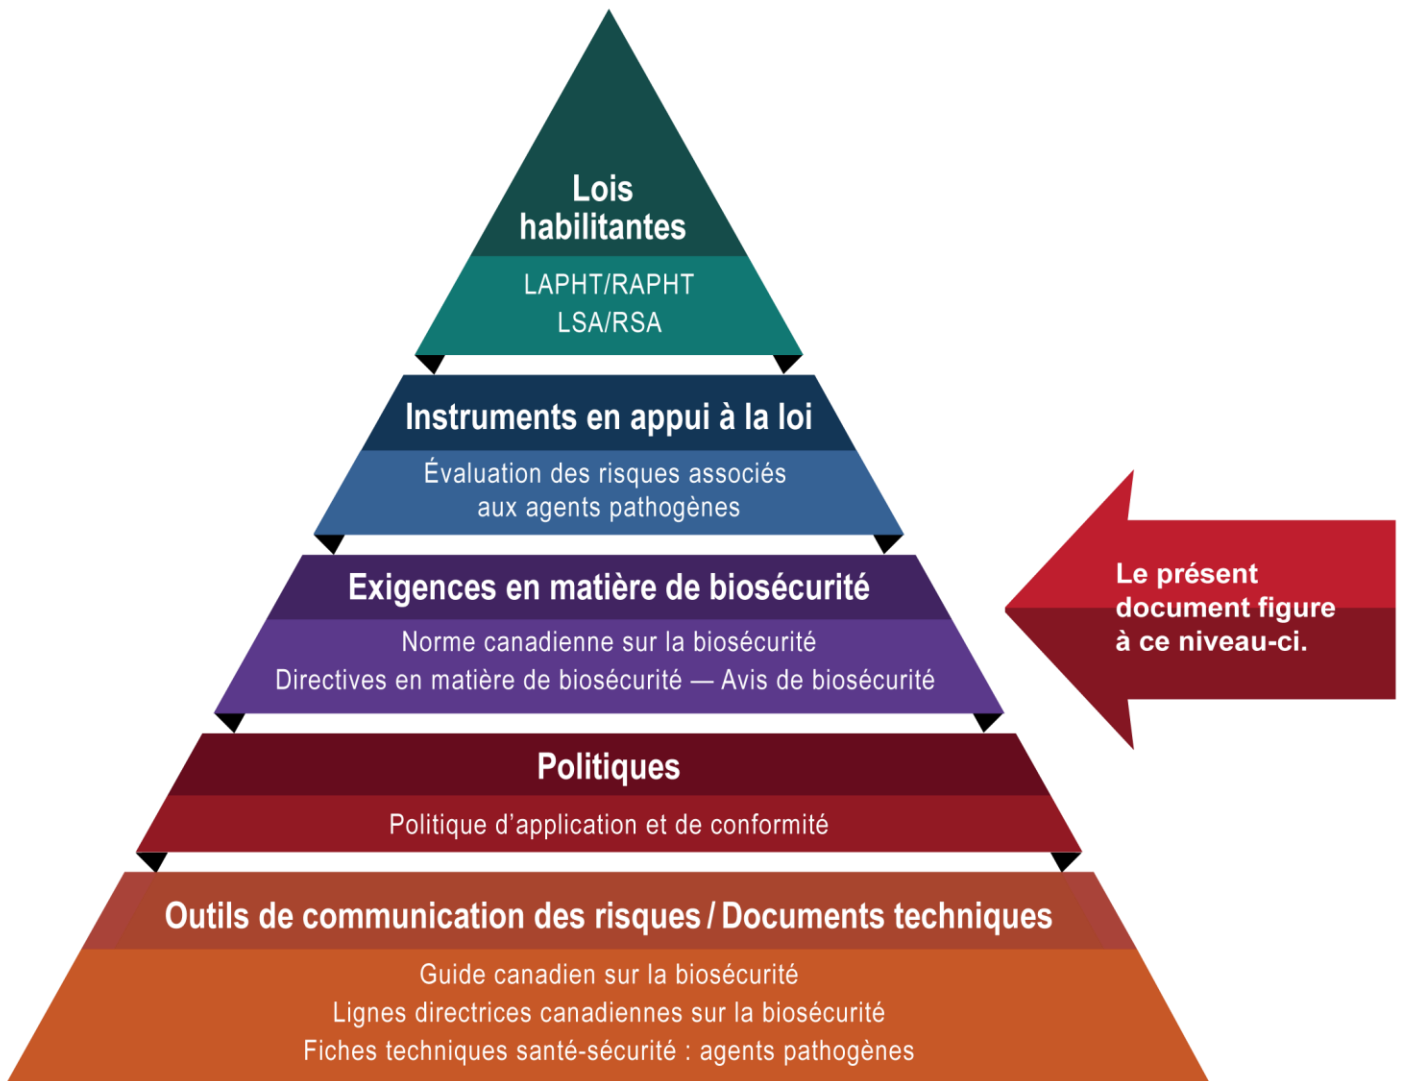 Lois
habilitantes
LAPHT/RAPHT
LSA/RSA
Instruments en appui à la loi
Évaluation des risques associés
aux agents pathogènes
Exigences en matière de biosécurité
Norme canadienne sur la biosécurité
Directives en matière de biosécurité — Avis de biosécurité
Le présent
document figure
à ce niveau-ci.
Politiques
Politique d’application et de conformité
Outils de communication des risques / Documents techniques
Guide canadien sur la biosécurité
Lignes directrices canadiennes sur la biosécurité
Fiches techniques santé-sécurité : agents pathogènes